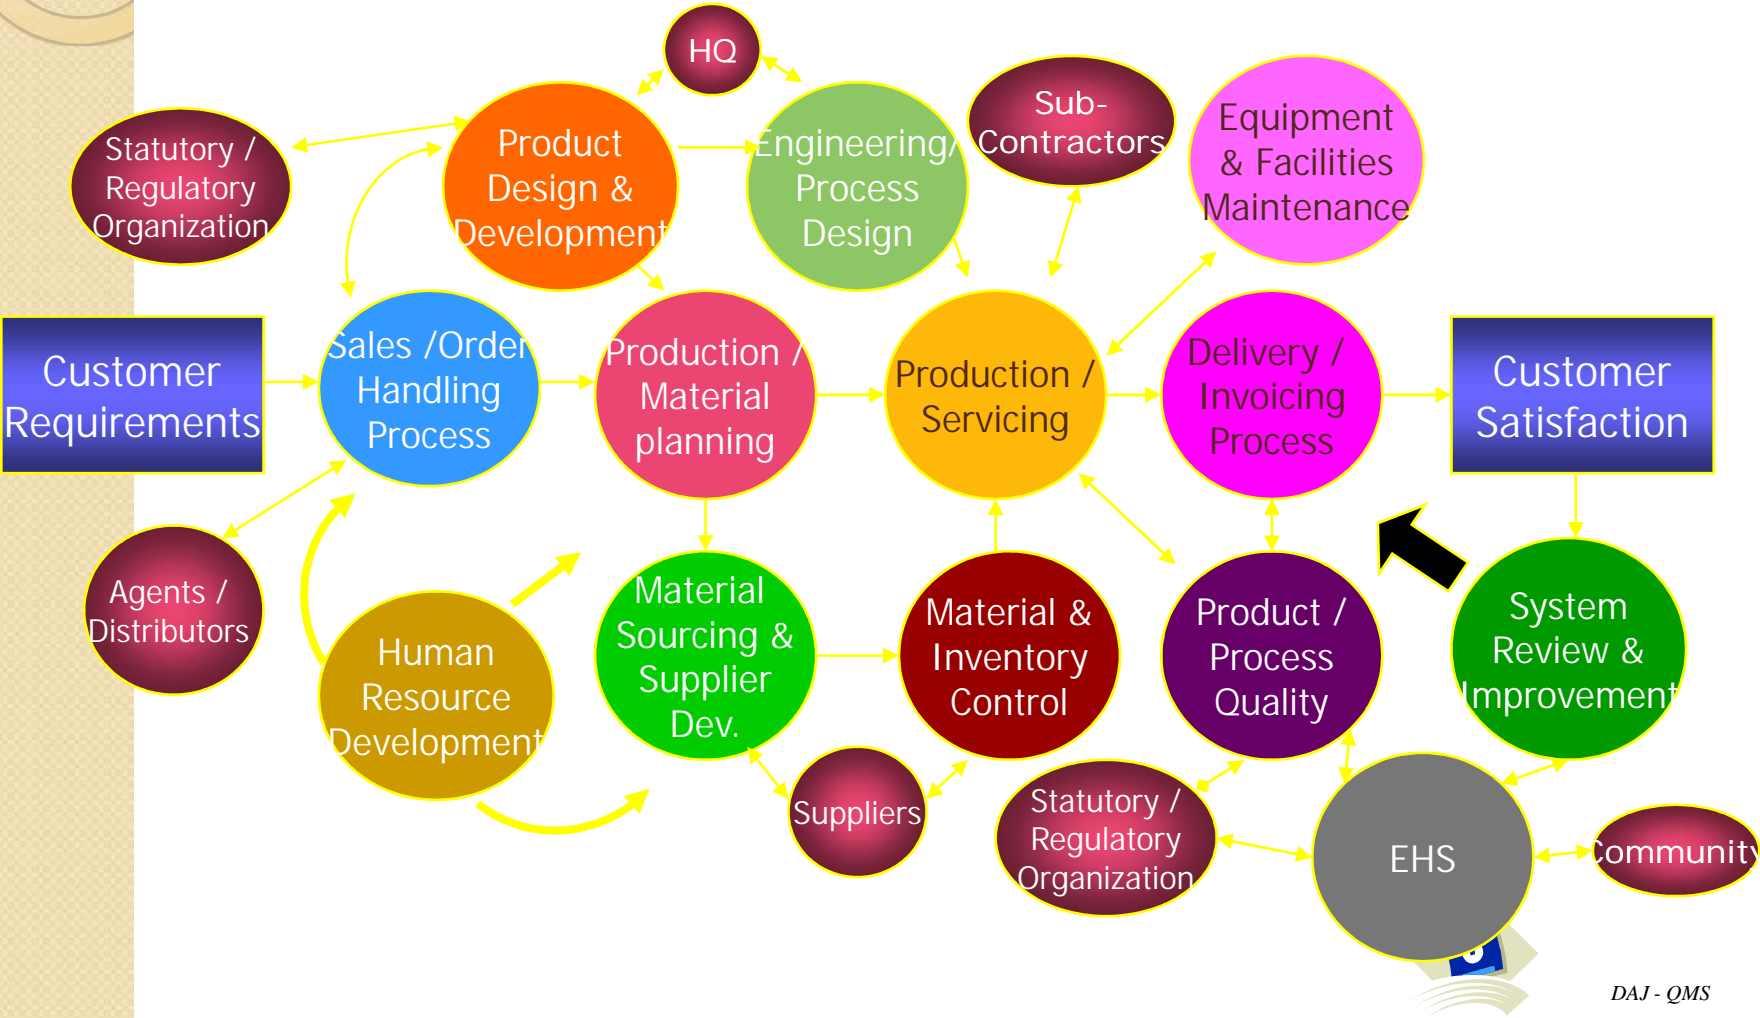 HQ
Statutory /
Regulatory
Organization
Product
Design &
Development
Engineering/
Process
Design
Sub-
Contractors
Equipment
& Facilities
Maintenance
Customer
Requirements
Sales /Order
Handling
Process
Production /
Material
planning
Production /
Servicing
Delivery /
Invoicing
Process
Customer
Satisfaction
Agents /
Distributors
Human
Resource
Development
Material
Sourcing &
Supplier
Dev.
Material &
Inventory
Control
Product /
Process
Quality
System
Review &
Improvement
Suppliers
Statutory /
Regulatory
Organization
EHS
Community
DAJ - QMS